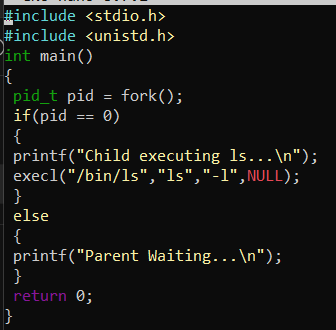 #include <stdio.h>
#include <unistd.h>
int main()
{
 pid_t pid = fork();
 if(pid == 0)
 {
 printf("Child executing ls...\n");
 execl("/bin/ls","ls","-l",NULL);
 }
 else
 {
 printf("Parent Waiting...\n");
 }
 return 0;
}